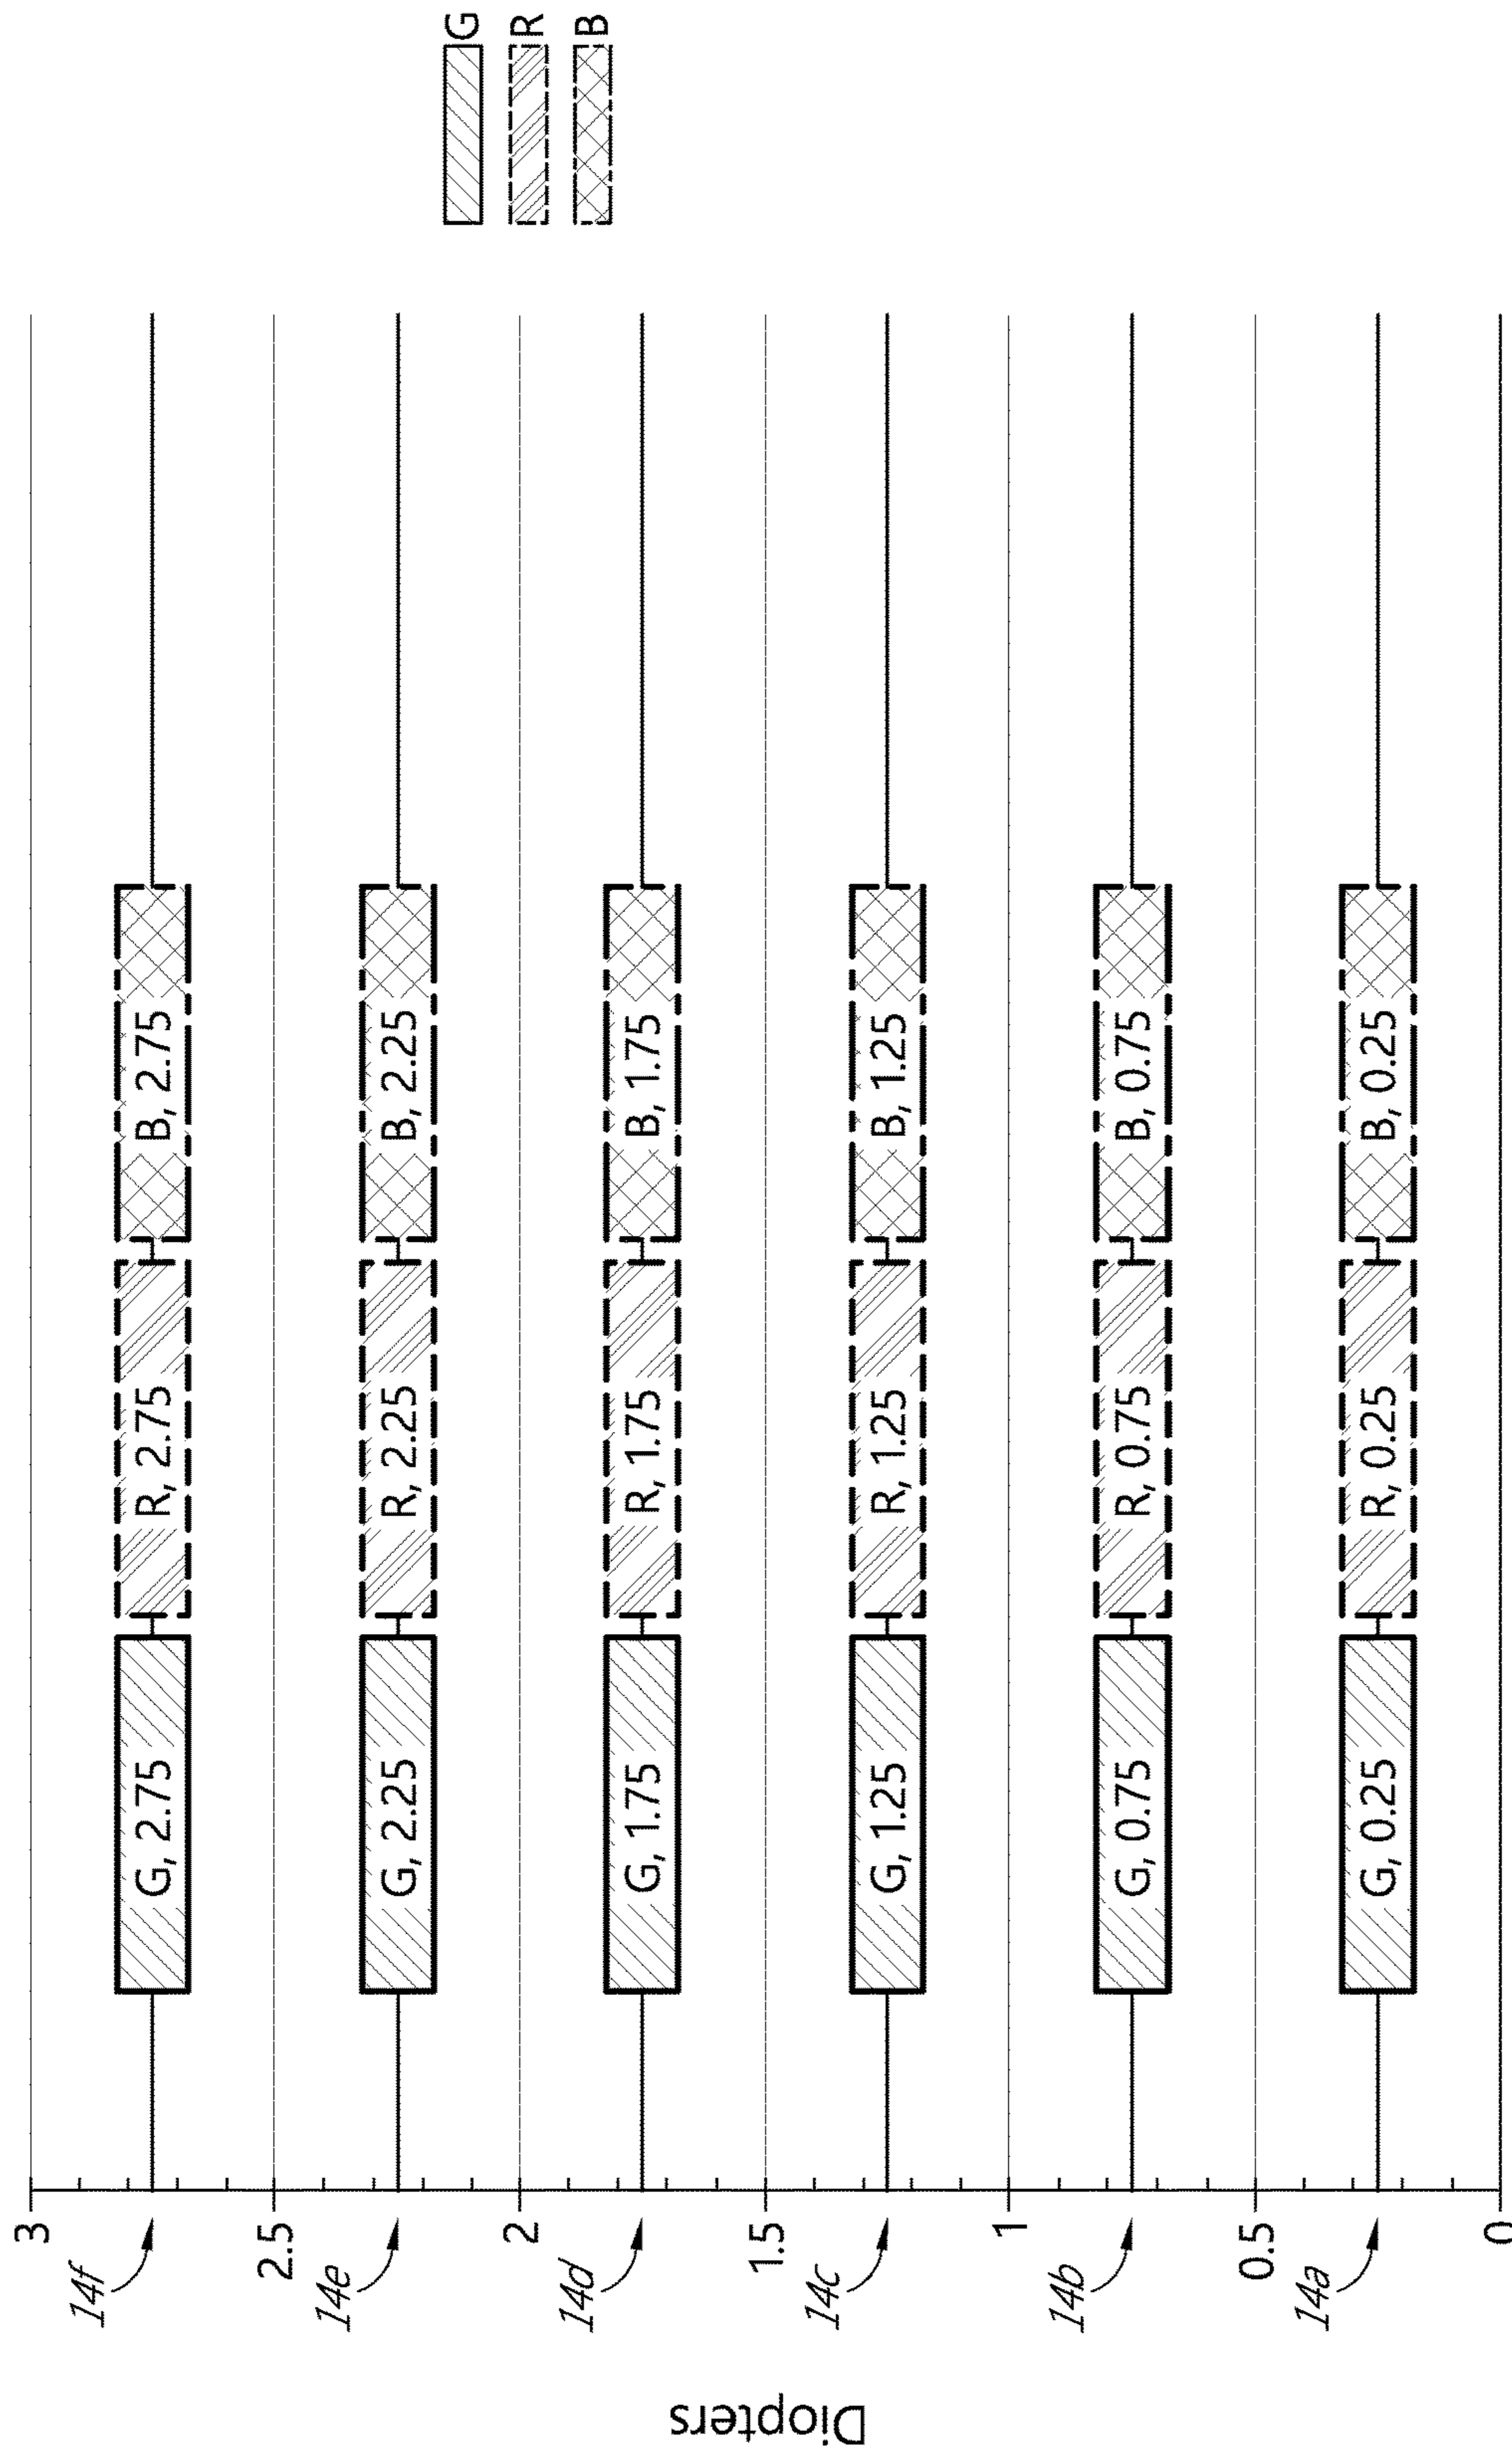 3
14f
G, 2.75 R, 2.75 B, 2.75
2.5
14e
G, 2.25 R, 2.25 B, 2.25
2
14d
G, 1.75 R, 1.75 B, 1.75
1.5
14c
G, 1.25 R, 1.25 B, 1.25
1
14b
G, 0.75 R, 0.75 B, 0.75
0.5
14a
G, 0.25 R, 0.25 B, 0.25
0
Diopters
G
R
B